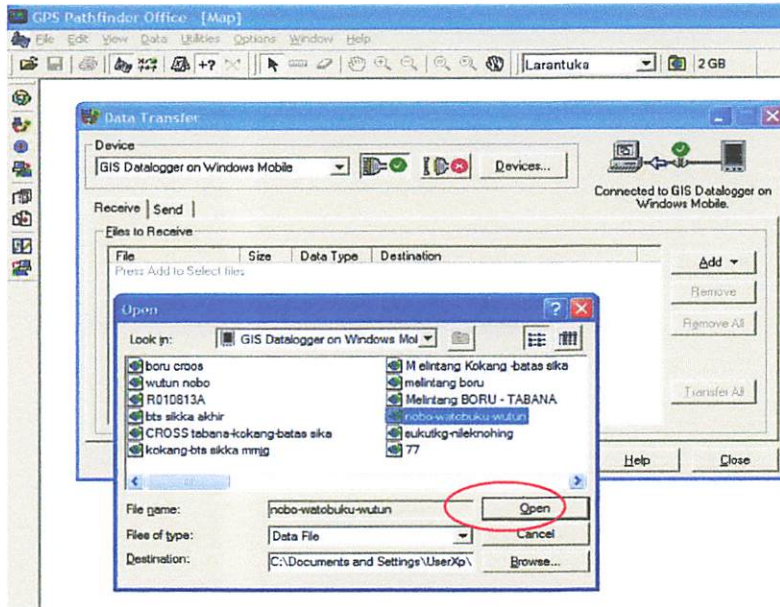 GPS Pathfinder Office - [Map]
File Edit View Data Utilities Options Window Help
+? Larantuka 2 GB
Data Transfer
Device
GIS Datalogger on Windows Mobile Devices...
Connected to GIS Datalogger on
Windows Mobile.
Receive Send
Files to Receive
File Size Data Type Destination
Press Add to Select files
Add
Remove
Remove All
Transfer All
Help Close
Open
Look in: GIS Datalogger on Windows Mol
boru croos
wutun nobo
R010813A
bts sikka akhir
CROSS tabana-kokang-batas sika
kokang-bts sikka mmjg
Melintang Kokang -batas sika
melintang boru
Melintang BORU - TABANA
nobo-watobuku-wutun
sukutkg-nileknohing
77
File name: nobo-watobuku-wutun Open
Files of type: Data File Cancel
Destination: C:\Documents and Settings\UserXp\ Browse...